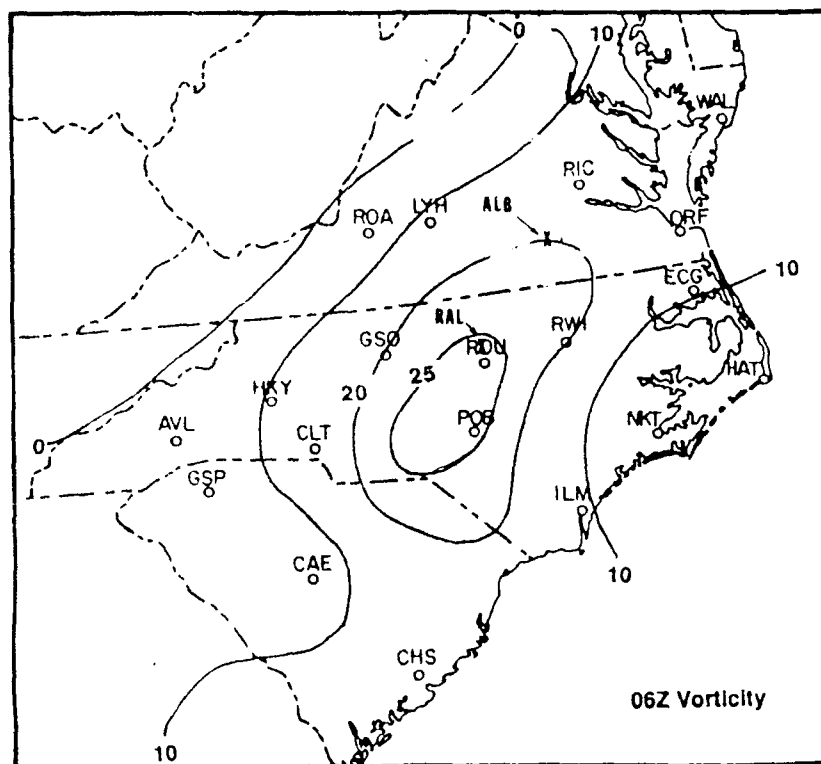 0
10
WAL
RIC
LYH
ALB
ROA
ORF
ECG
10
RAL
GSO
RWI
RDU
HAT
25
HKY
20
POB
NKT
0
AVL
CLT
GSP
ILM
CAE
10
CHS
06Z Vorticity
10